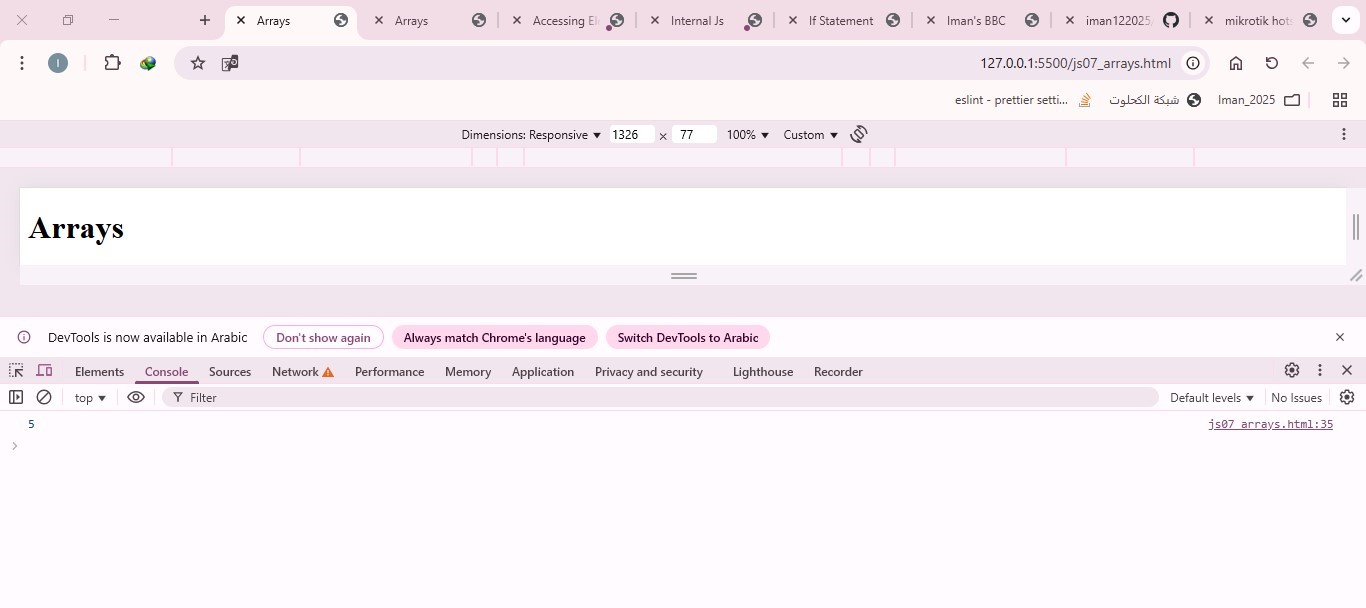 Arrays
Arrays
Accessing El
Internal Js
If Statement
Iman's BBC
iman122025
mikrotik hots
I
127.0.0.1:5500/js07_arrays.html
eslint - prettier setti...
شبكة الكحلوت
Iman_2025
Dimensions: Responsive 1326 × 77 100% Custom
Arrays
DevTools is now available in Arabic Don't show again Always match Chrome's language Switch DevTools to Arabic
Elements Console Sources Network Performance Memory Application Privacy and security Lighthouse Recorder
top Filter Default levels No Issues
5 js07_arrays.html:35